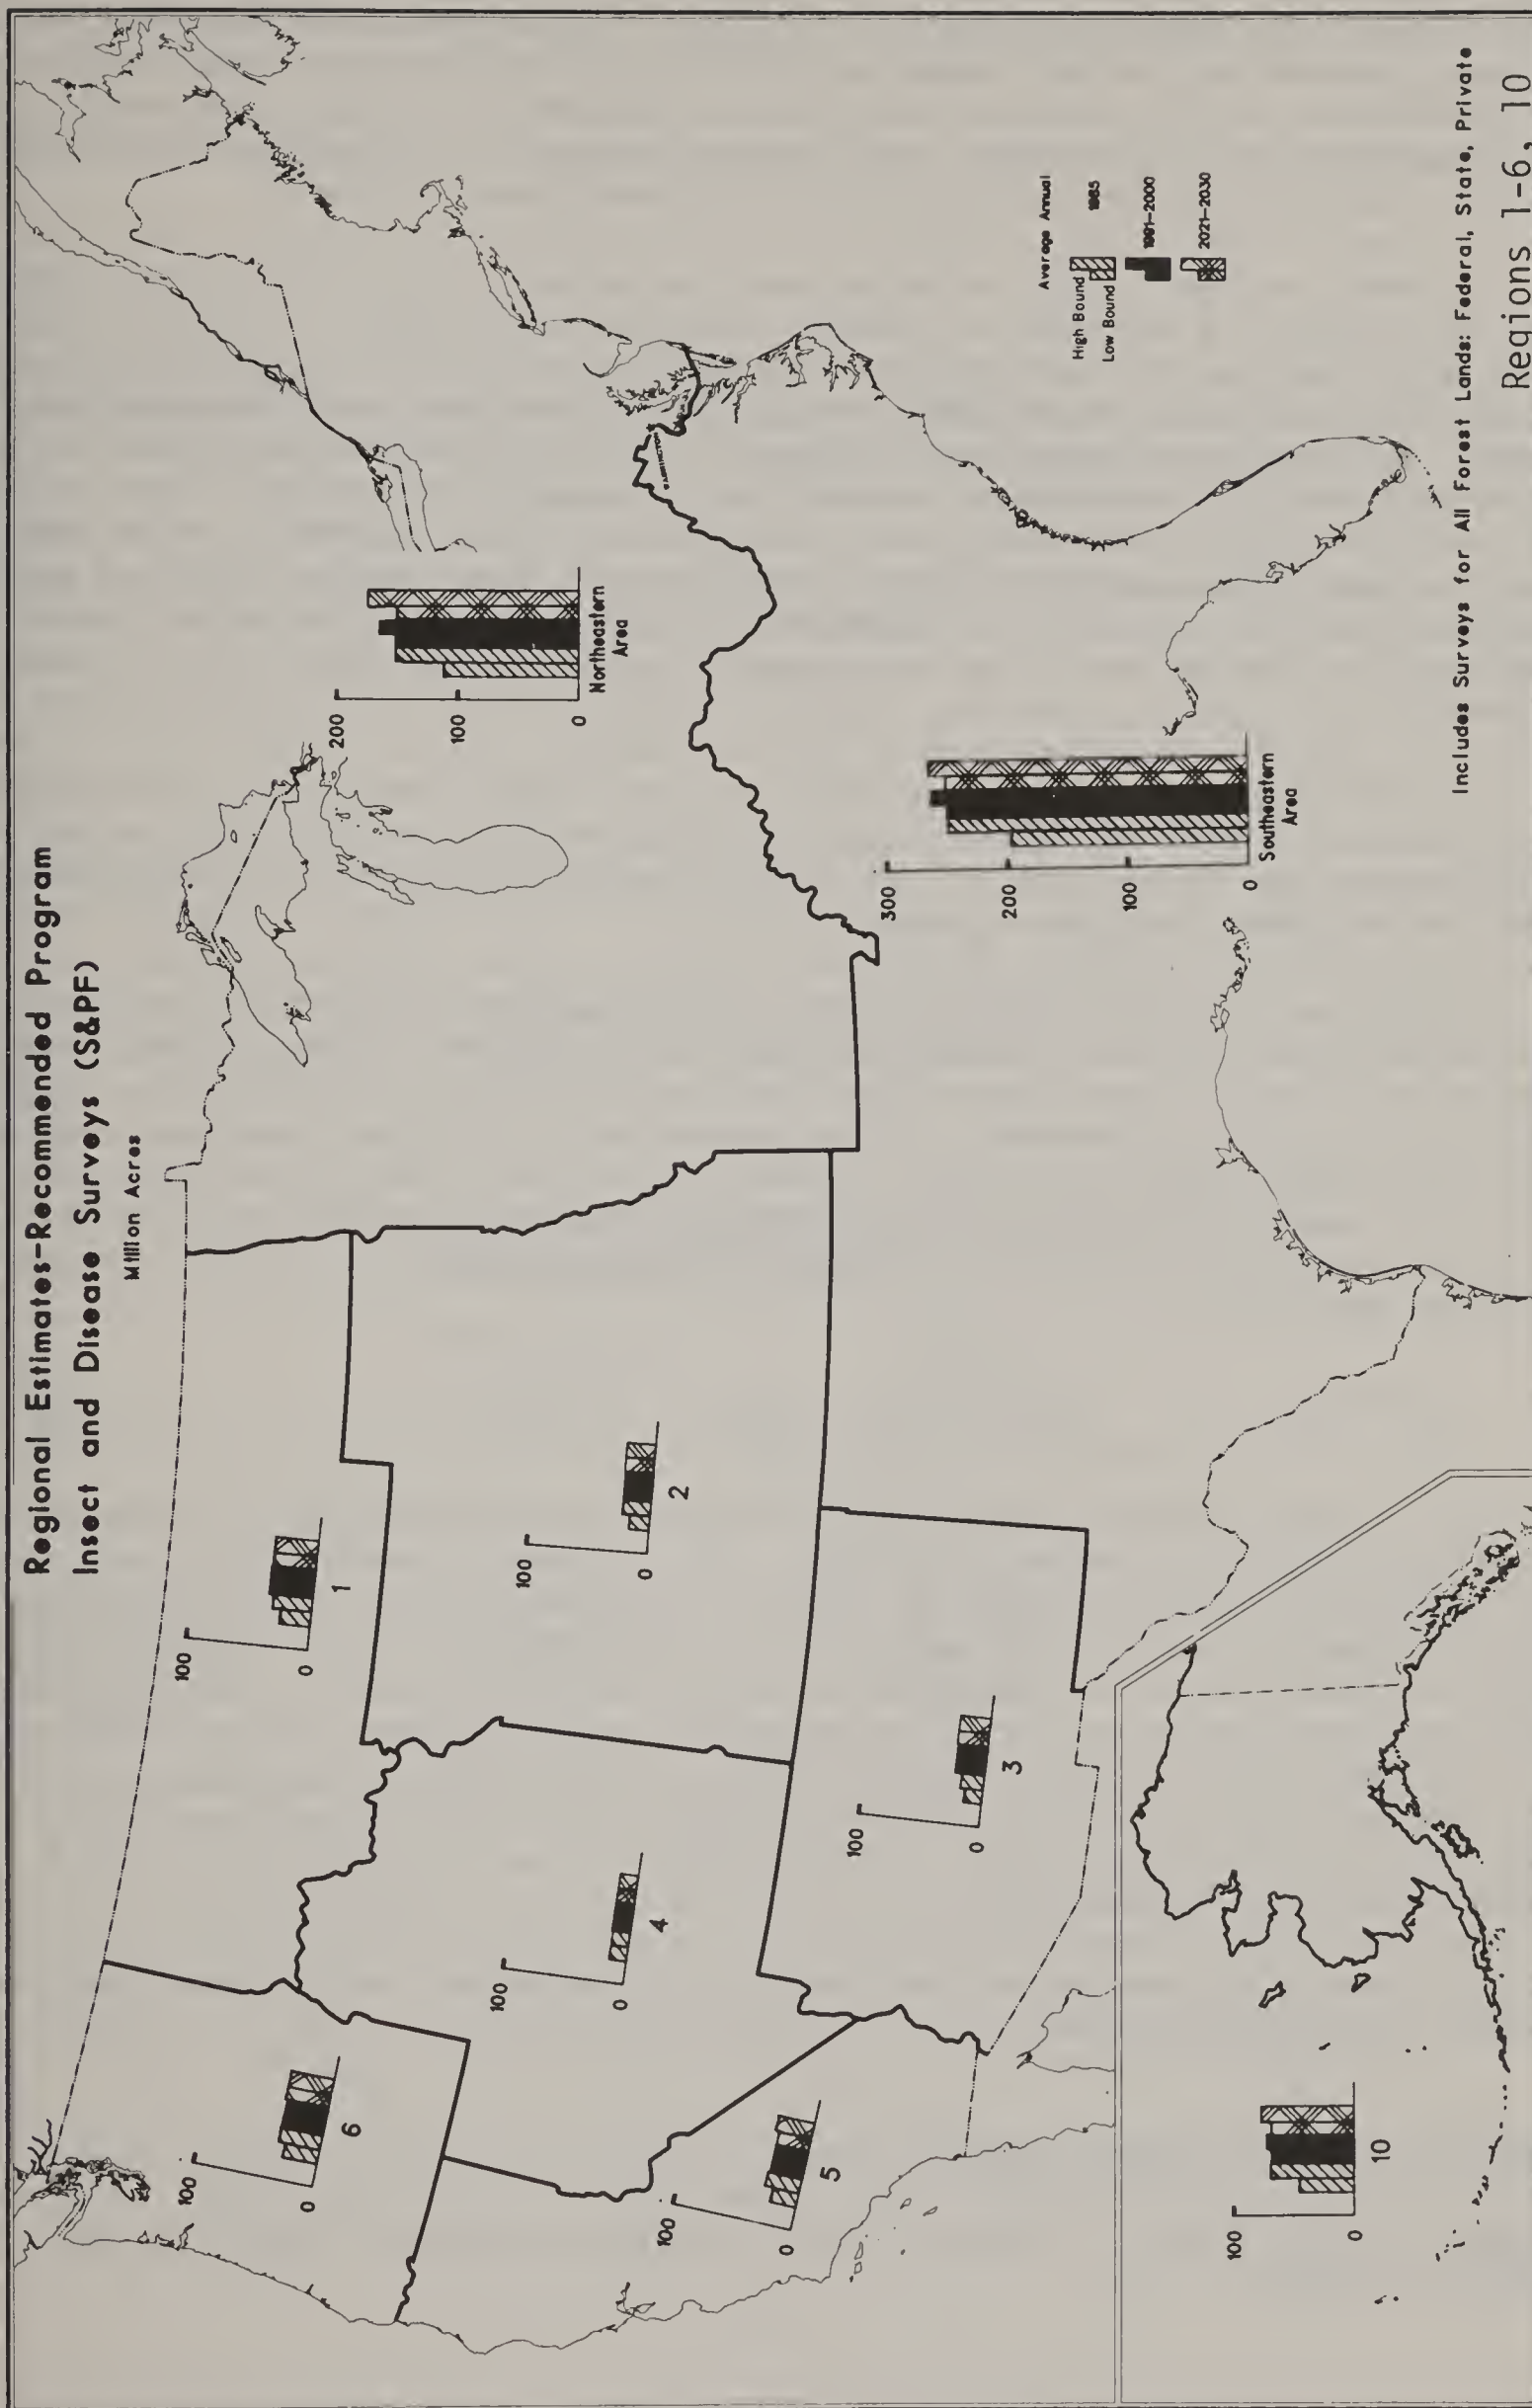 Regional Estimates-Recommended Program
Insect and Disease Surveys (S&PF)
Million Acres
100
0
6
100
0
1
100
0
2
100
0
4
100
0
5
100
0
3
200
100
0
Northeastern
Area
300
200
100
0
Southeastern
Area
100
0
10
WASHINGTON
Average Annual
High Bound
Low Bound
1985
1991-2000
2021-2030
Includes Surveys for All Forest Lands: Federal, State, Private
Regions 1-6, 10